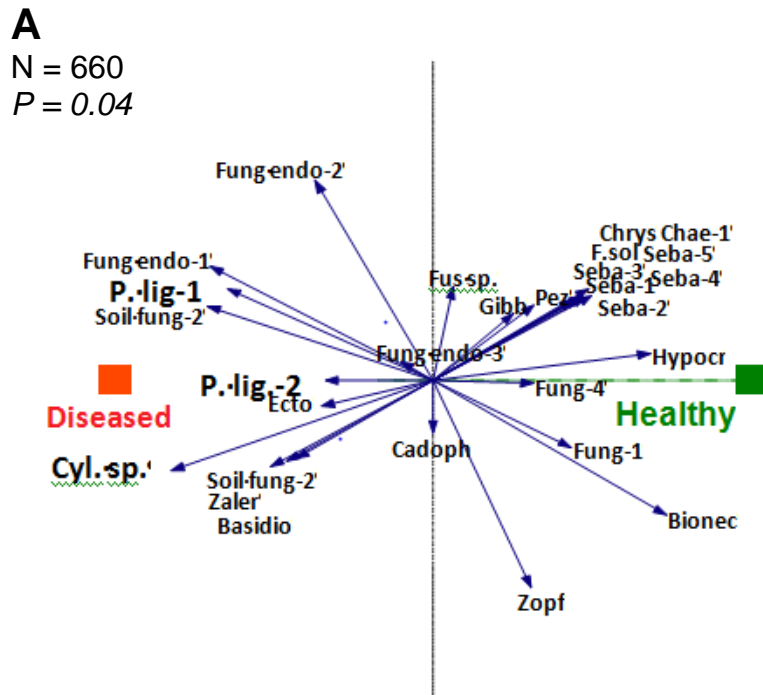 A
N = 660
P = 0.04
Fung·endo-2'
Chrys Chae-1'
Fung·endo-1'
F.sol Seba-5'
Seba-3' Seba-4'
Fus·sp.
P.·lig-1
Seba-1
Pez'
Gibb
Seba-2'
Soil·fung-2'
Fung·endo-3'
Hypocr
P.·lig.-2
Fung-4'
Ecto
Diseased
Healthy
Cadoph
Fung-1
Cyl.·sp.'
Soil·fung-2'
Zaler'
Basidio
Bionec
Zopf